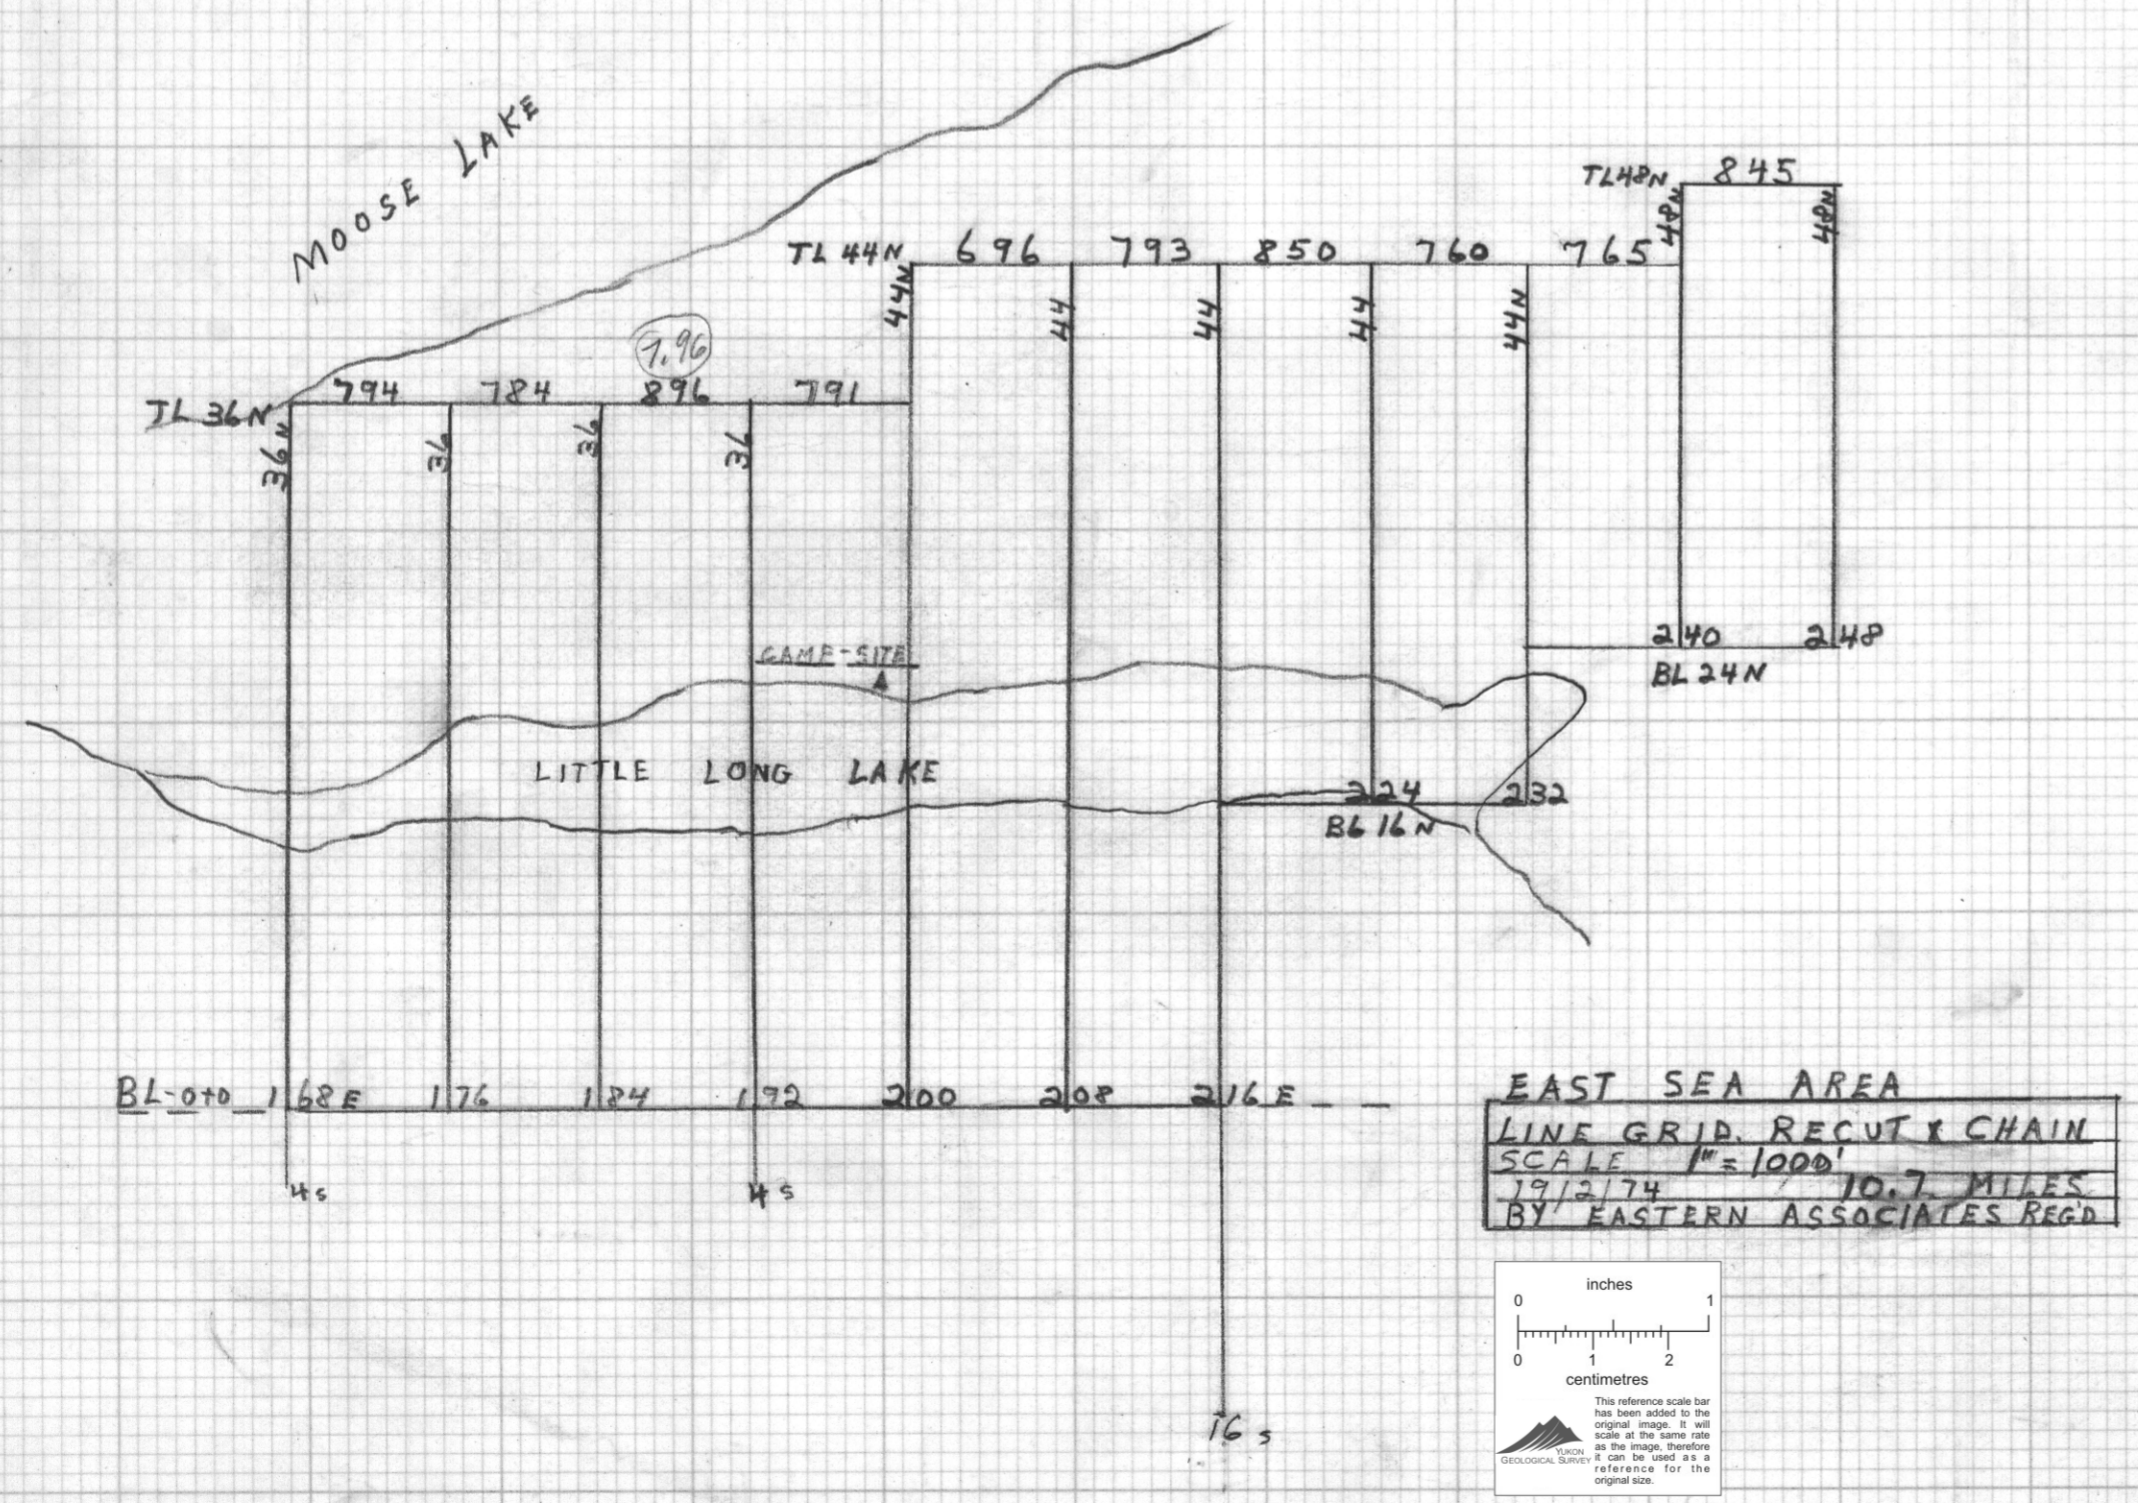 MOOSE LAKE
TL 48N 845
48N 48N
TL 44N 696 793 850 760 765
44N 44 44 44 44N
7.96
TL 36N 794 784 896 791
36N 36 36 36
CAMF-SITE
240 248
BL 24N
LITTLE LONG LAKE
224 232
BL 16N
BL-0+0 168E 176 184 192 200 208 216E
4s 4s
16s
EAST SEA AREA
LINE GRID. RECUT & CHAIN
SCALE 1"=1000'
19/2/74 10.7 MILES
BY EASTERN ASSOCIATES REG'D
inches
0 1
0 1 2
centimetres
This reference scale bar
has been added to the
original image. It will
scale at the same rate
as the image, therefore
it can be used as a
reference for the
original size.
YUKON
GEOLOGICAL SURVEY